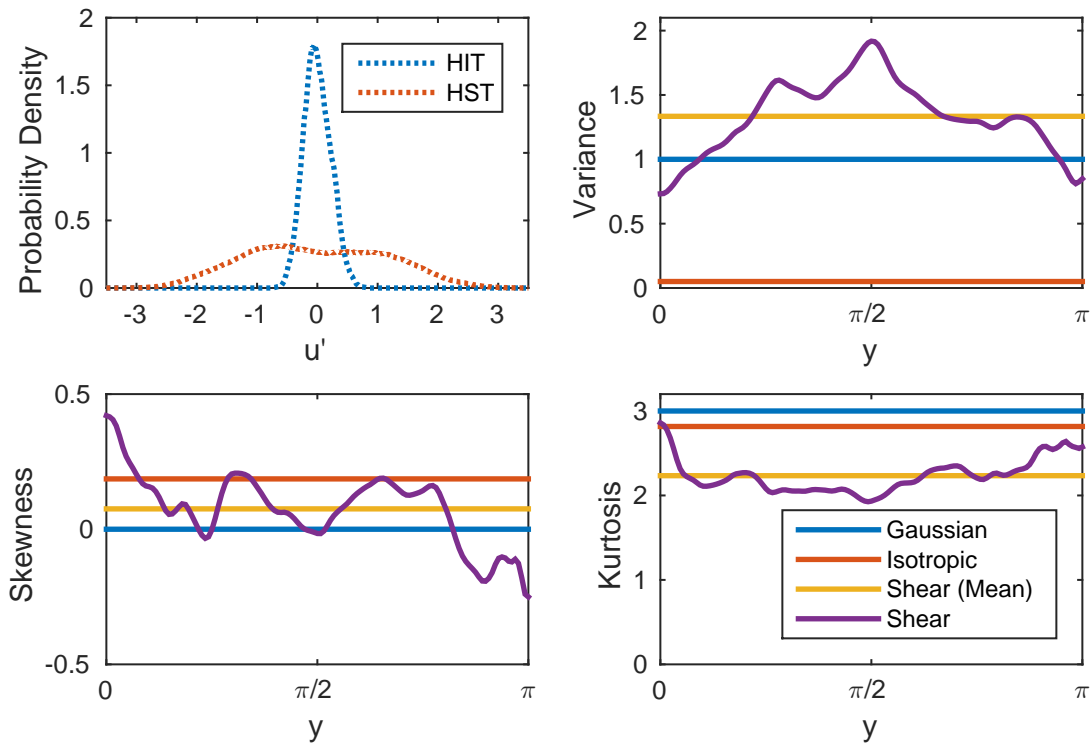 2
1.5
1
0.5
0
Probability Density
-3 -2 -1 0 1 2 3
u'
HIT
HST
2
1.5
1
0.5
0
Variance
0 π/2 π
y
0.5
0
-0.5
Skewness
0 π/2 π
y
3
2
1
0
Kurtosis
0 π/2 π
y
Gaussian
Isotropic
Shear (Mean)
Shear